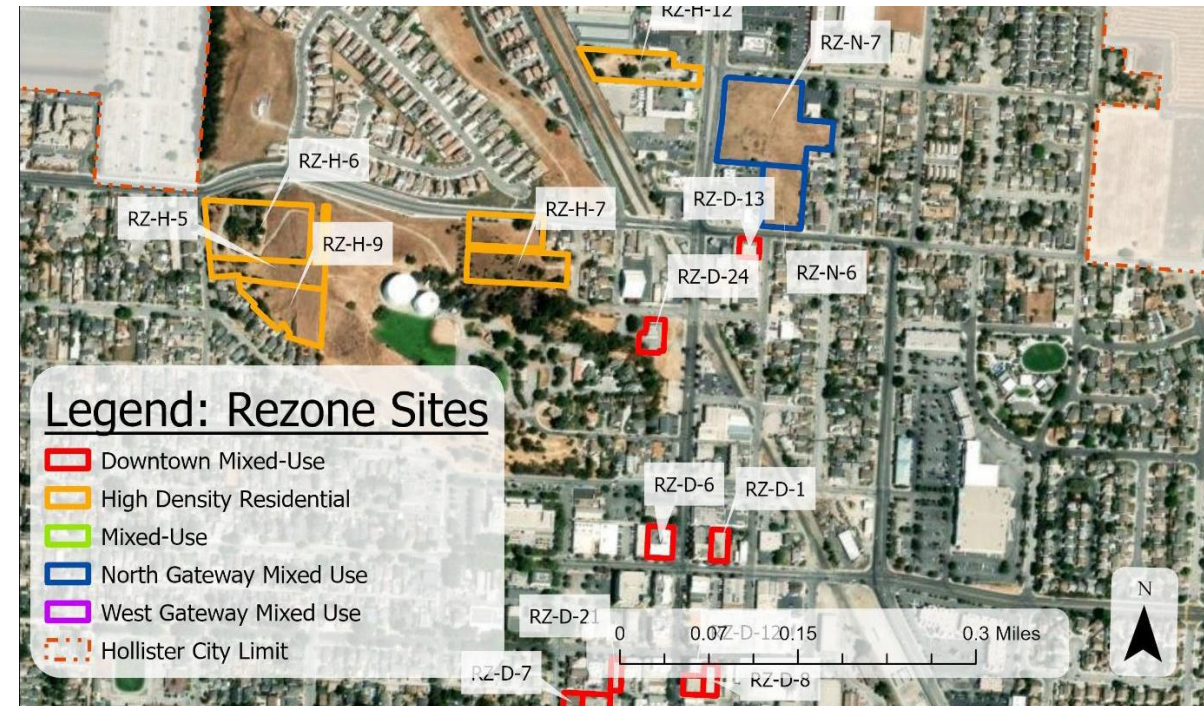 RZ-H-12
RZ-N-7
RZ-H-6
RZ-D-13
RZ-H-5
RZ-H-7
RZ-H-9
RZ-D-24
RZ-N-6
Legend: Rezone Sites
Downtown Mixed-Use
High Density Residential
Mixed-Use
North Gateway Mixed Use
West Gateway Mixed Use
Hollister City Limit
RZ-D-6
RZ-D-1
N
RZ-D-21
0 0.07 0.15 0.3 Miles
RZ-D-7
RZ-D-8